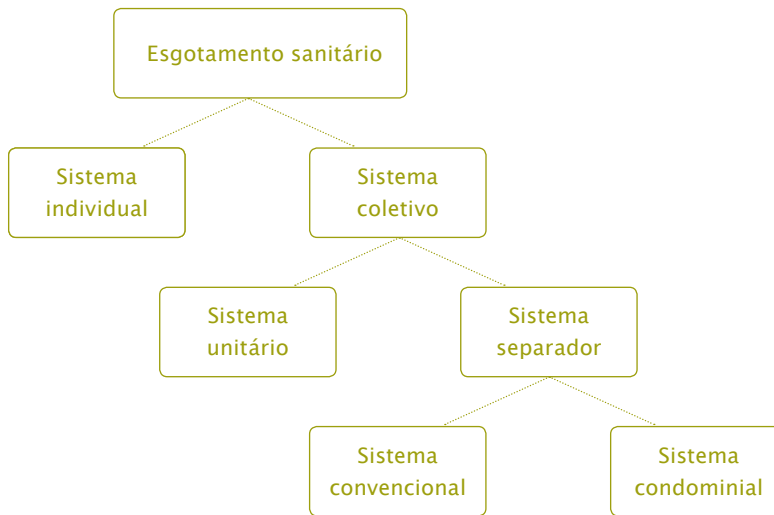 Esgotamento sanitário
Sistema
individual
Sistema
coletivo
Sistema
unitário
Sistema
separador
Sistema
convencional
Sistema
condominial